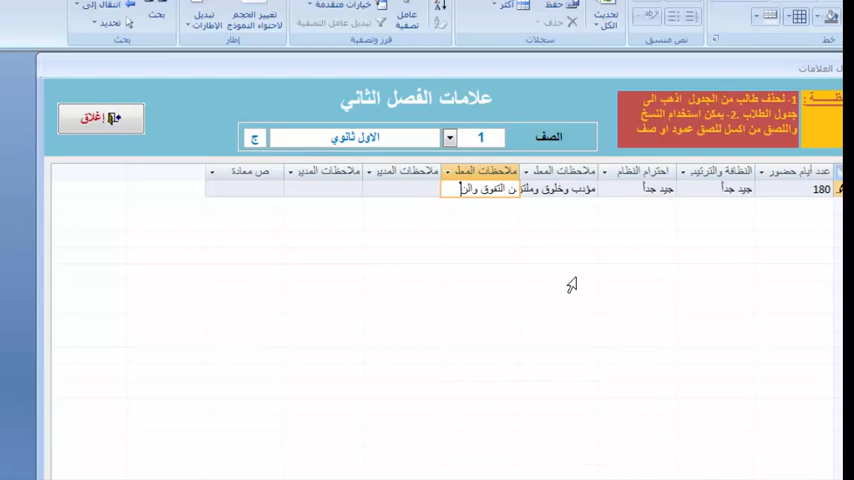 انتقال إلى
تحديد
بحث
بحث
تبديل الإطارات
تغيير الحجم لاحتواء النموذج
إطار
عامل تصفية
خيارات متقدمة
تبديل عامل التصفية
فرز وتصفية
تحديث الكل
حفظ
حذف
أكثر
سجلات
نص منسق
خط
ل العلامات
علامات الفصل الثاني
إغلاق
1- لحذف طالب من الجدول اذهب الى
جدول الطلاب .2- يمكن استخدام النسخ
واللصق من اكسل للصق عمود او صف
الصف
1
الاول ثانوي
ج
عدد أيام حضور
النظافة والترتيب
احترام النظام
ملاحظات المعل
ملاحظات المعل
ملاحظات المدير
ملاحظات المدير
ص معادة
180
جيد جداً
جيد جداً
مؤدب وخلوق وملتز
ن التفوق والن